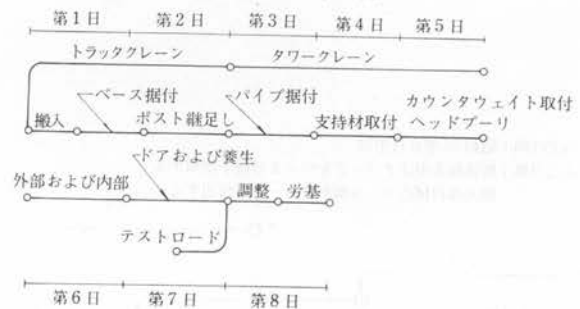 第1日 第2日 第3日 第4日 第5日
トラッククレーン タワークレーン
ベース据付 パイプ据付 カウンタウェイト取付
搬入 ポスト継足し 支持材取付 ヘッドプーリ
ドアおよび養生
外部および内部 調整 労基
テストロード
第6日 第7日 第8日